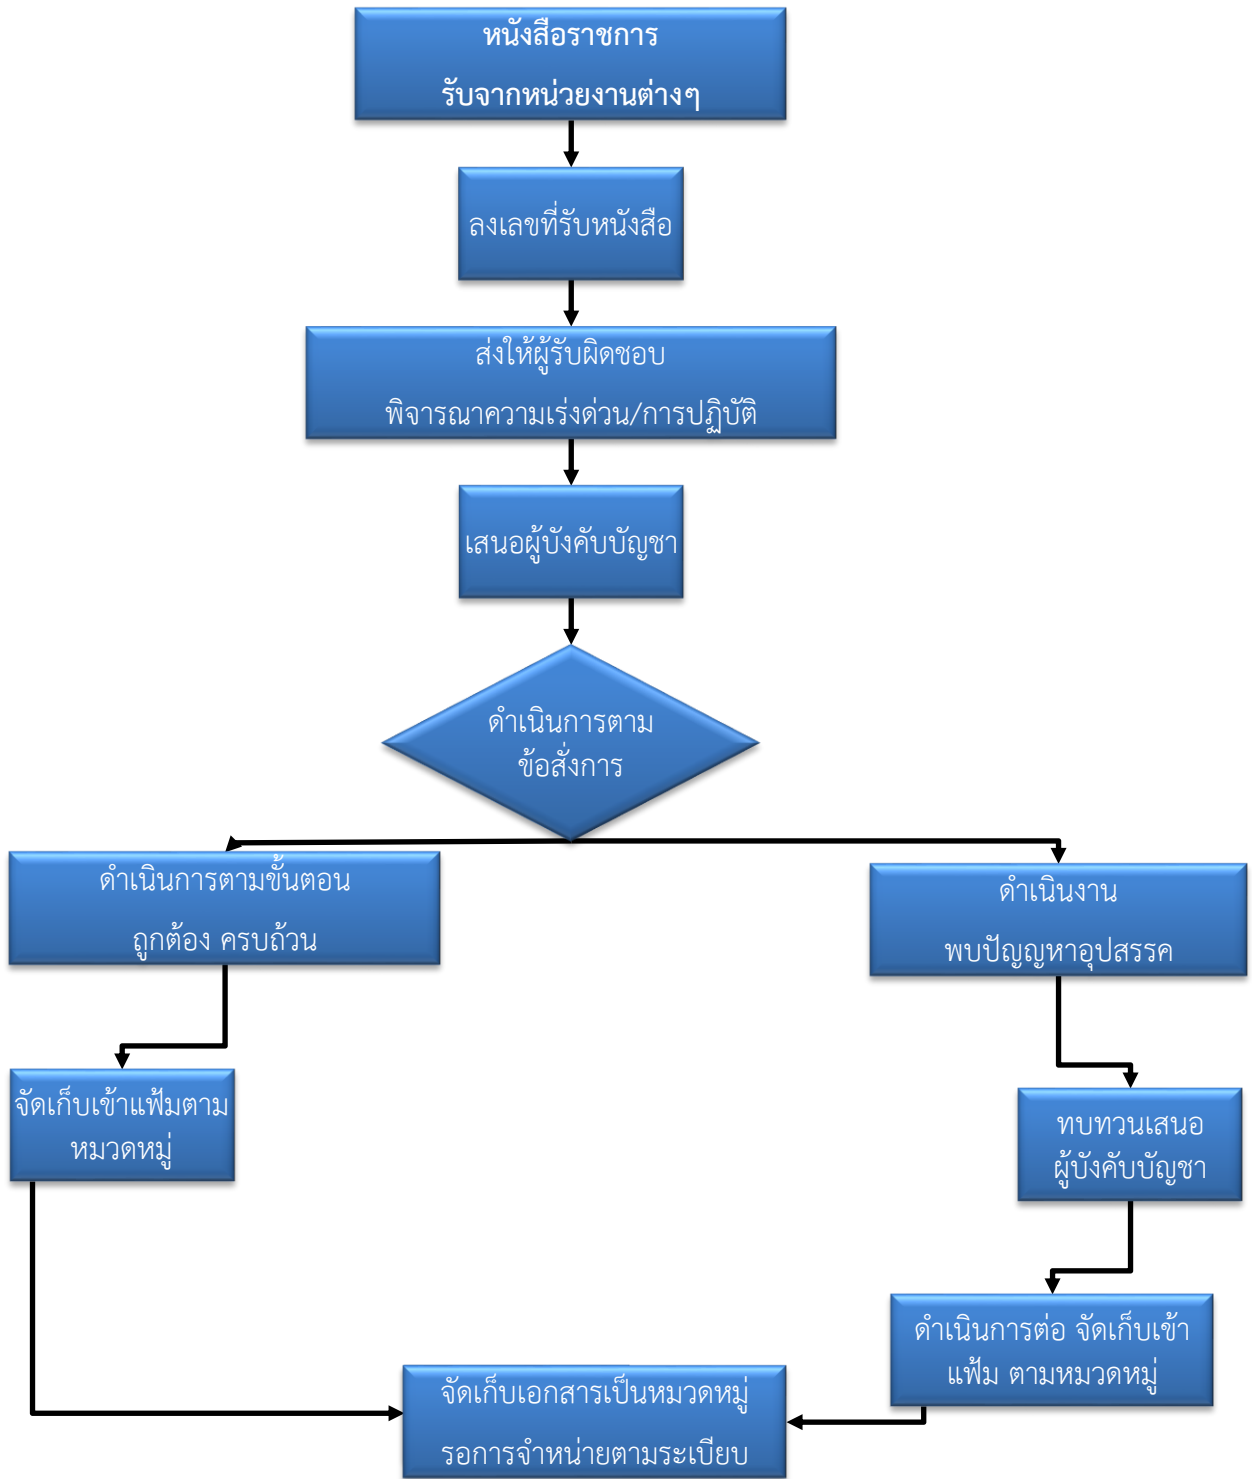 หนังสือราชการ
รับจากหน่วยงานต่างๆ
ลงเลขที่รับหนังสือ
ส่งให้ผู้รับผิดชอบ
พิจารณาความเร่งด่วน/การปฏิบัติ
เสนอผู้บังคับบัญชา
ดำเนินการตาม
ข้อสั่งการ
ดำเนินการตามขั้นตอน
ถูกต้อง ครบถ้วน
ดำเนินงาน
พบปัญญหาอุปสรรค
จัดเก็บเข้าแฟ้มตาม
หมวดหมู่
ทบทวนเสนอ
ผู้บังคับบัญชา
ดำเนินการต่อ จัดเก็บเข้า
แฟ้ม ตามหมวดหมู่
จัดเก็บเอกสารเป็นหมวดหมู่
รอการจำหน่ายตามระเบียบ